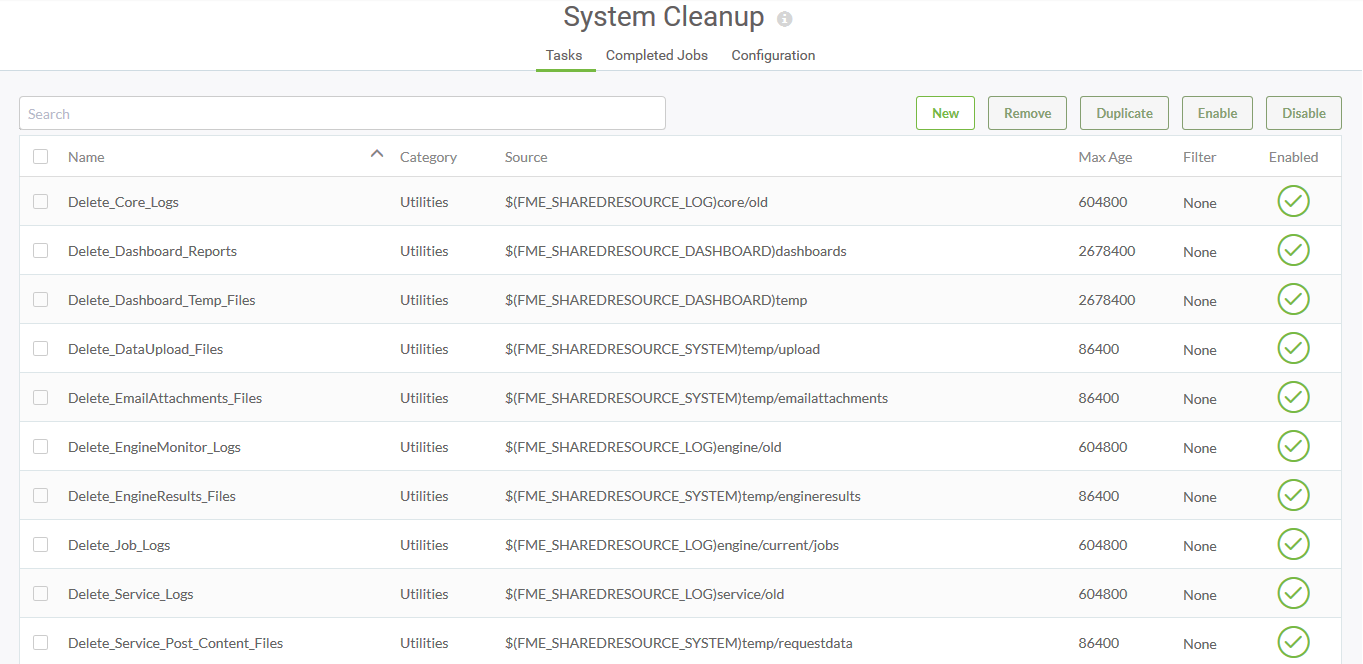 System Cleanup
Tasks Completed Jobs Configuration
Search New Remove Duplicate Enable Disable
Name Category Source Max Age Filter Enabled
Delete_Core_Logs Utilities $(FME_SHAREDRESOURCE_LOG)core/old 604800 None
Delete_Dashboard_Reports Utilities $(FME_SHAREDRESOURCE_DASHBOARD)dashboards 2678400 None
Delete_Dashboard_Temp_Files Utilities $(FME_SHAREDRESOURCE_DASHBOARD)temp 2678400 None
Delete_DataUpload_Files Utilities $(FME_SHAREDRESOURCE_SYSTEM)temp/upload 86400 None
Delete_EmailAttachments_Files Utilities $(FME_SHAREDRESOURCE_SYSTEM)temp/emailattachments 86400 None
Delete_EngineMonitor_Logs Utilities $(FME_SHAREDRESOURCE_LOG)engine/old 604800 None
Delete_EngineResults_Files Utilities $(FME_SHAREDRESOURCE_SYSTEM)temp/engineresults 86400 None
Delete_Job_Logs Utilities $(FME_SHAREDRESOURCE_LOG)engine/current/jobs 604800 None
Delete_Service_Logs Utilities $(FME_SHAREDRESOURCE_LOG)service/old 604800 None
Delete_Service_Post_Content_Files Utilities $(FME_SHAREDRESOURCE_SYSTEM)temp/requestdata 86400 None